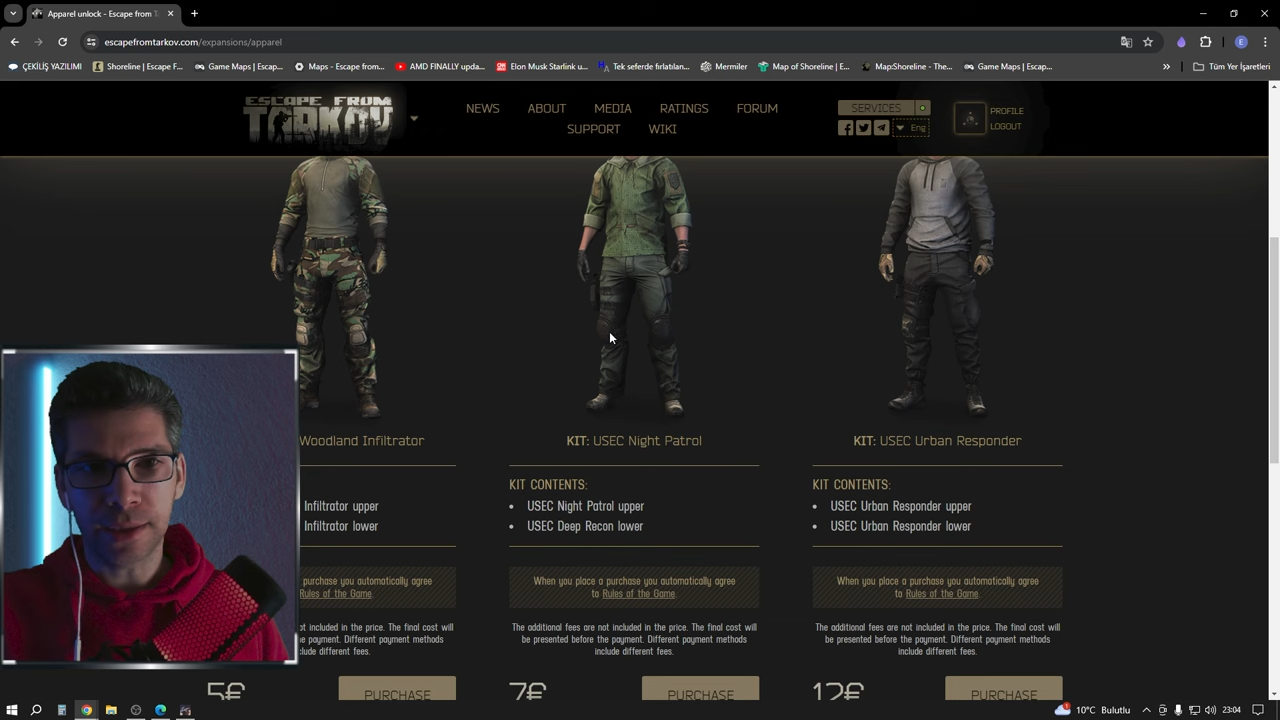 Apparel unlock - Escape from T
escapefromtarkov.com/expansions/apparel
ÇEKİLİŞ YAZILIMI
Shoreline | Escape F...
Game Maps | Escap...
Maps - Escape from...
AMD FINALLY upda...
Elon Musk Starlink u...
Tek seferde fırlatılan...
Mermiler
Map of Shoreline | E...
Map:Shoreline - The...
Game Maps | Escap...
Tüm Yer İşaretleri
ESCAPE FROM
TARKOV
NEWS
ABOUT
MEDIA
RATINGS
FORUM
SUPPORT
WIKI
SERVICES
Eng
PROFILE
LOGOUT
Woodland Infiltrator
Infiltrator upper
Infiltrator lower
purchase you automatically agree
Rules of the Game.
not included in the price. The final cost will
the payment. Different payment methods
include different fees.
5€
PURCHASE
KIT: USEC Night Patrol
KIT CONTENTS:
• USEC Night Patrol upper
• USEC Deep Recon lower
When you place a purchase you automatically agree
to Rules of the Game.
The additional fees are not included in the price. The final cost will
be presented before the payment. Different payment methods
include different fees.
7€
PURCHASE
KIT: USEC Urban Responder
KIT CONTENTS:
• USEC Urban Responder upper
• USEC Urban Responder lower
When you place a purchase you automatically agree
to Rules of the Game.
The additional fees are not included in the price. The final cost will
be presented before the payment. Different payment methods
include different fees.
12€
PURCHASE
10°C Bulutlu
23:04